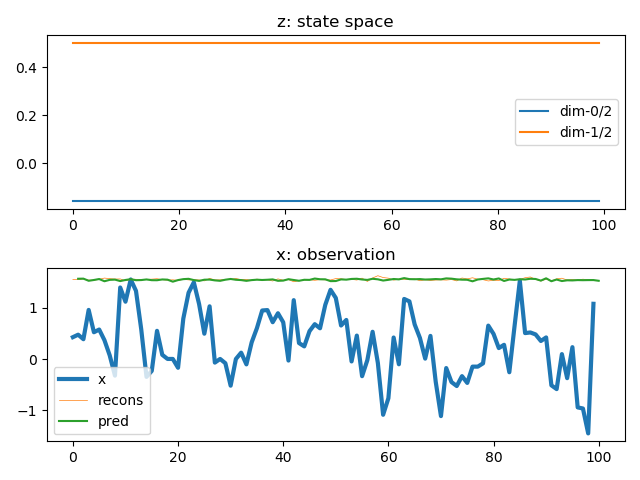 z: state space
0.4
0.2
0.0
dim-0/2
dim-1/2
0 20 40 60 80 100
x: observation
1
0
−1
x
recons
pred
0 20 40 60 80 100